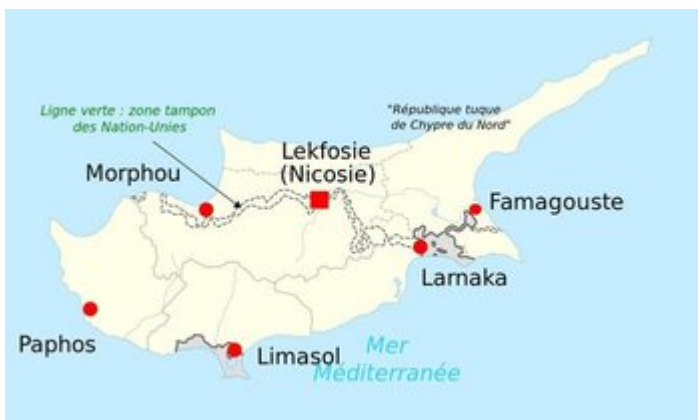 Ligne verte : zone tampon
des Nation-Unies
"République tuque
de Chypre du Nord"
Lekfosie
(Nicosie)
Morphou
Famagouste
Larnaka
Paphos
Limasol
Mer
Méditerranée